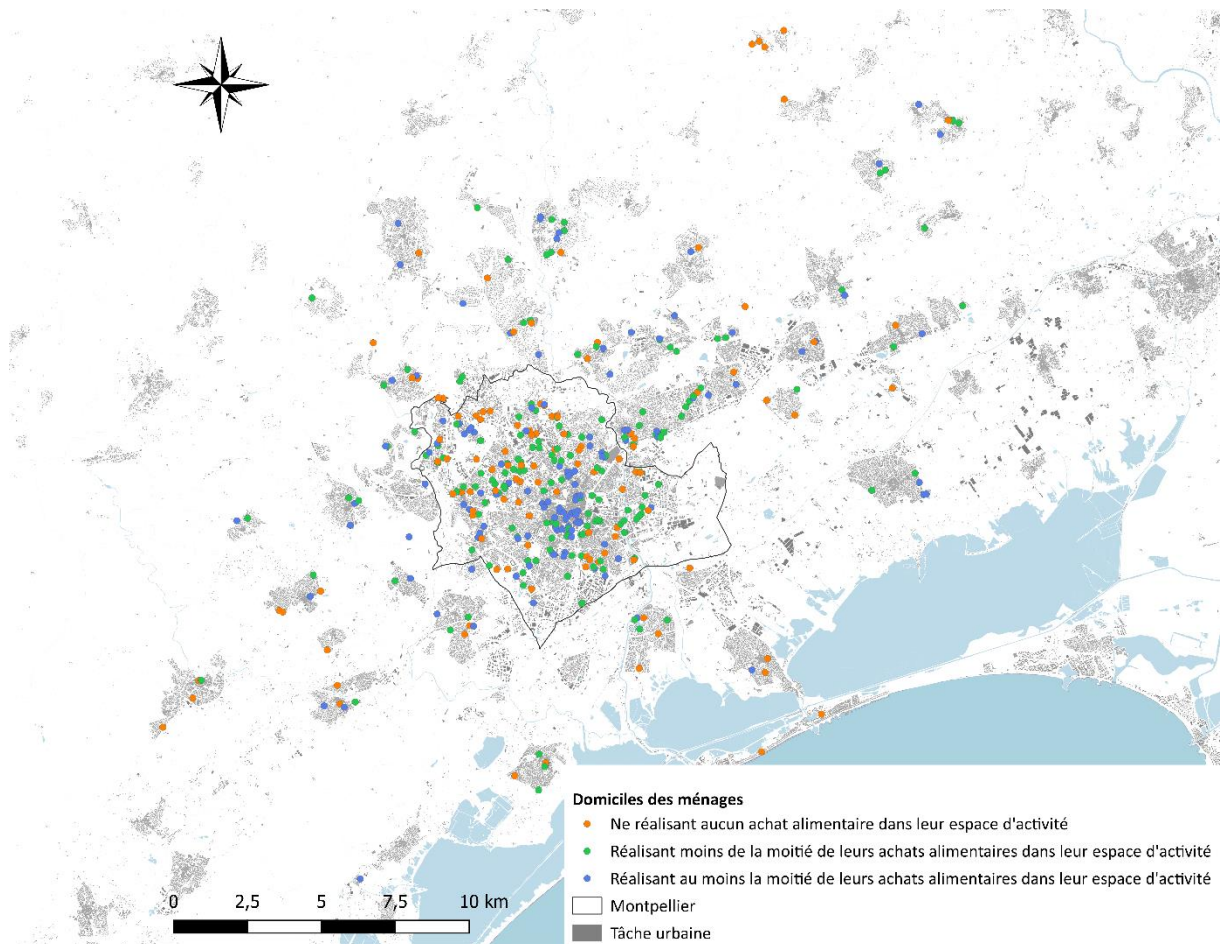 Domiciles des ménages
Ne réalisant aucun achat alimentaire dans leur espace d'activité
Réalisant moins de la moitié de leurs achats alimentaires dans leur espace d'activité
Réalisant au moins la moitié de leurs achats alimentaires dans leur espace d'activité
Montpellier
Tâche urbaine
0 2,5 5 7,5 10 km